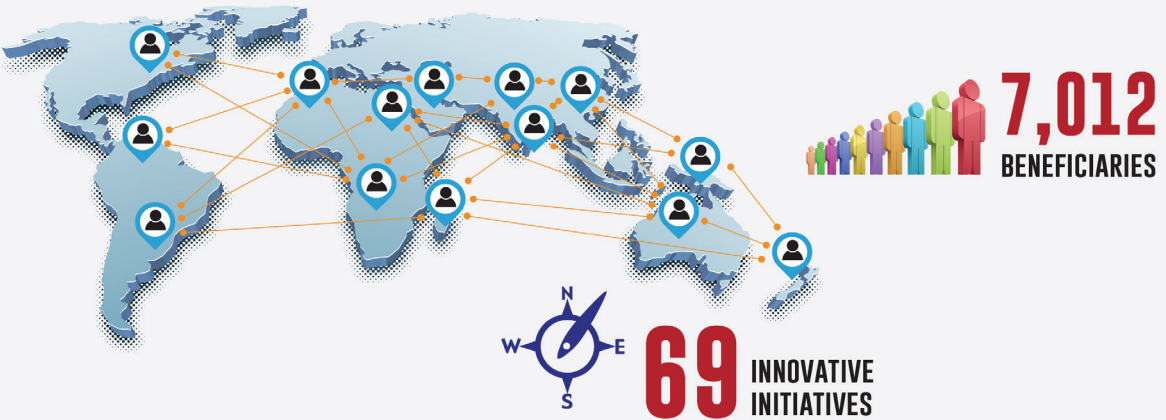 7,012
BENEFICIARIES
N
W E
S
69
INNOVATIVE
INITIATIVES